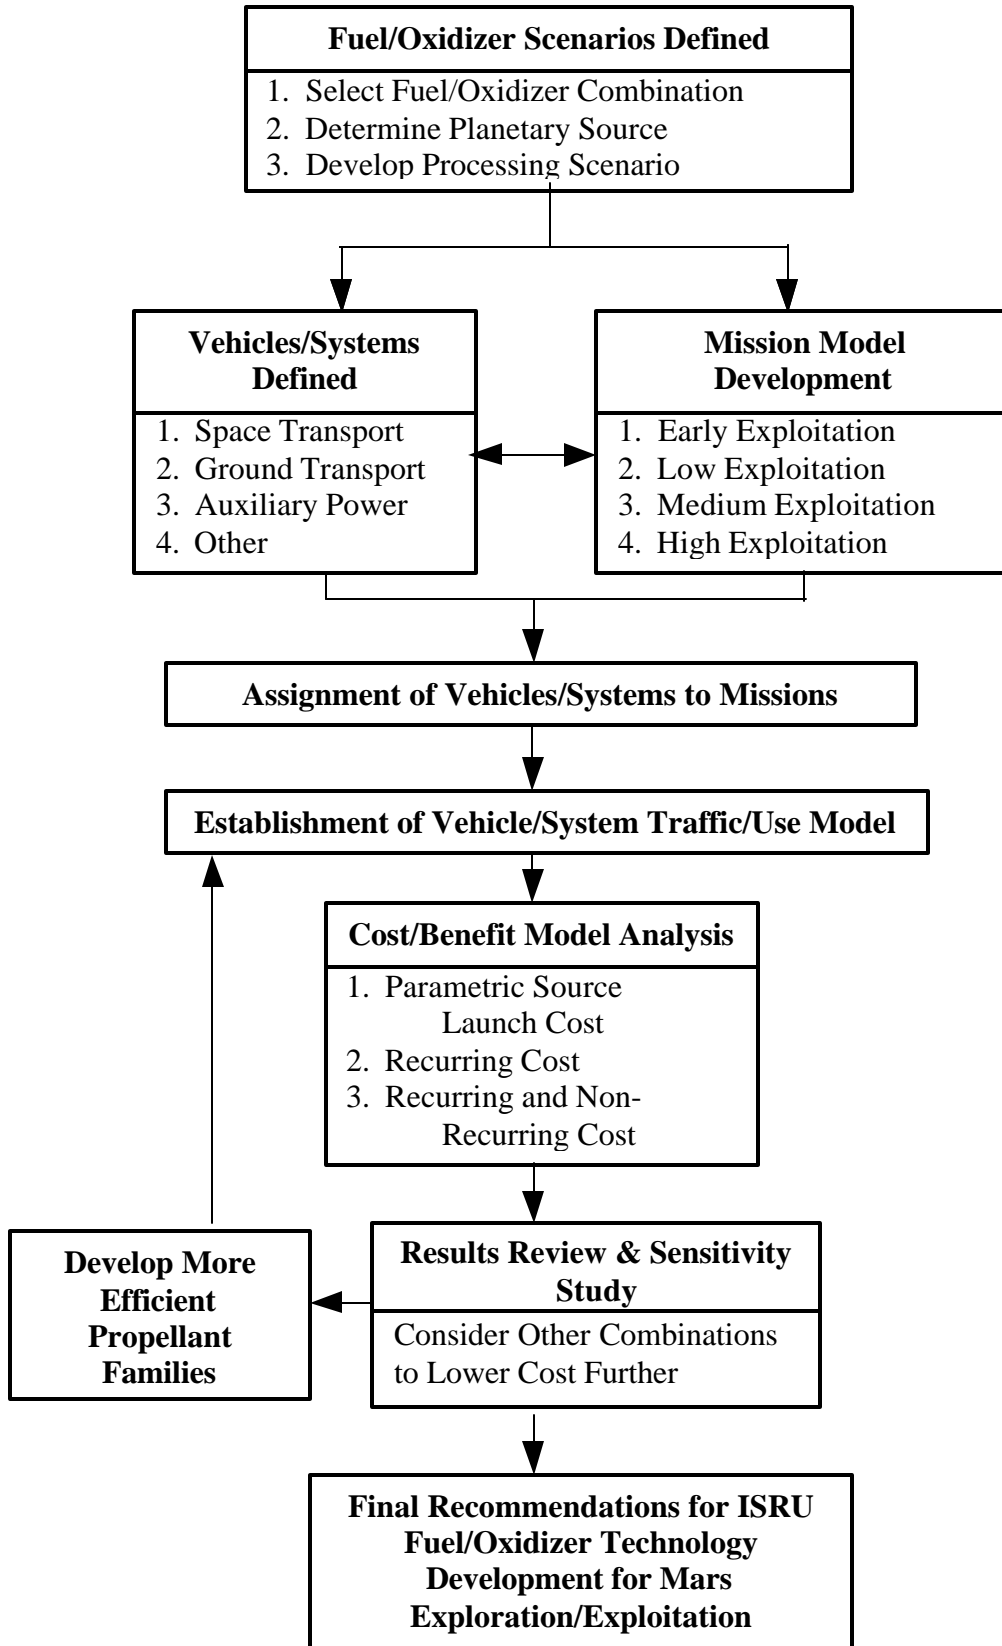 Fuel/Oxidizer Scenarios Defined
1. Select Fuel/Oxidizer Combination
2. Determine Planetary Source
3. Develop Processing Scenario
Vehicles/Systems
Defined
1. Space Transport
2. Ground Transport
3. Auxiliary Power
4. Other
Mission Model
Development
1. Early Exploitation
2. Low Exploitation
3. Medium Exploitation
4. High Exploitation
Assignment of Vehicles/Systems to Missions
Establishment of Vehicle/System Traffic/Use Model
Cost/Benefit Model Analysis
1. Parametric Source
Launch Cost
2. Recurring Cost
3. Recurring and Non-
Recurring Cost
Develop More
Efficient
Propellant
Families
Results Review & Sensitivity
Study
Consider Other Combinations
to Lower Cost Further
Final Recommendations for ISRU
Fuel/Oxidizer Technology
Development for Mars
Exploration/Exploitation